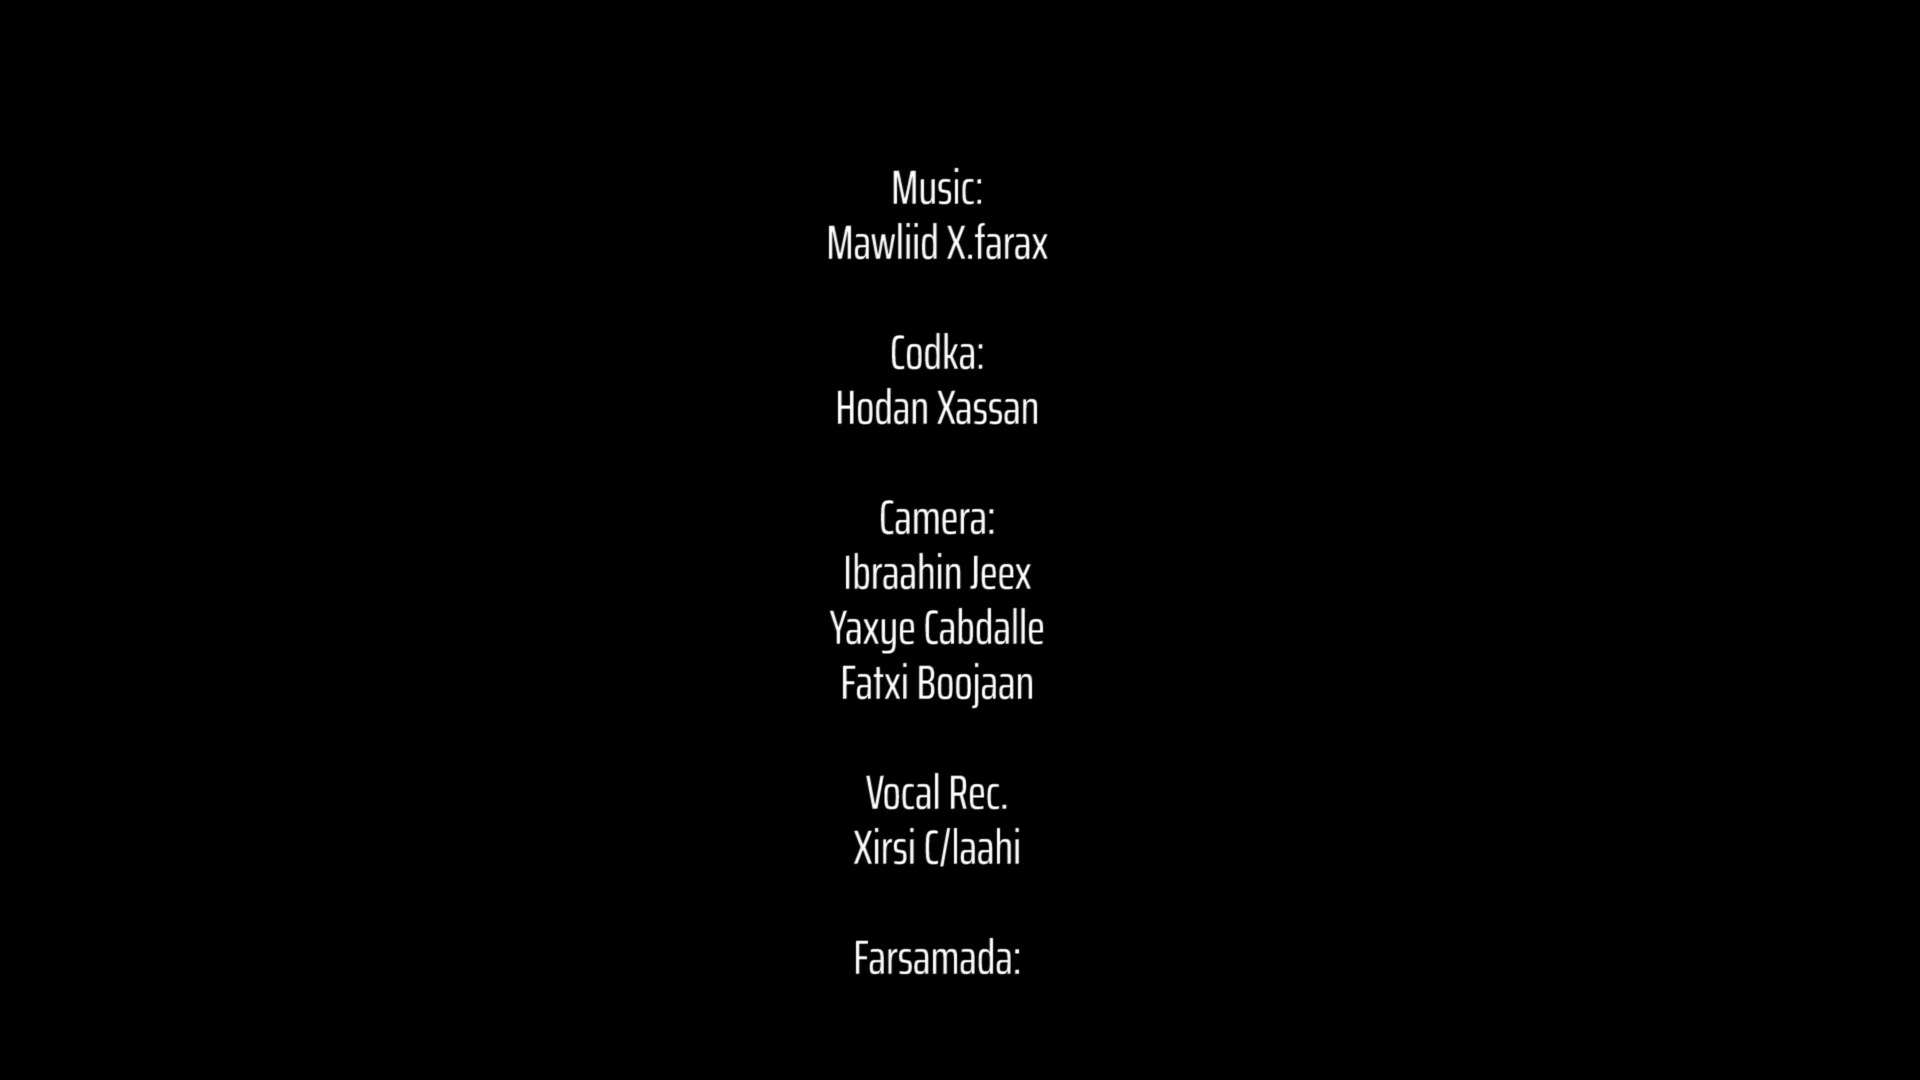 Music:
Mawliid X.farax
Codka:
Hodan Xassan
Camera:
Ibraahin Jeex
Yaxye Cabdalle
Fatxi Boojaan
Vocal Rec.
Xirsi C/laahi
Farsamada: